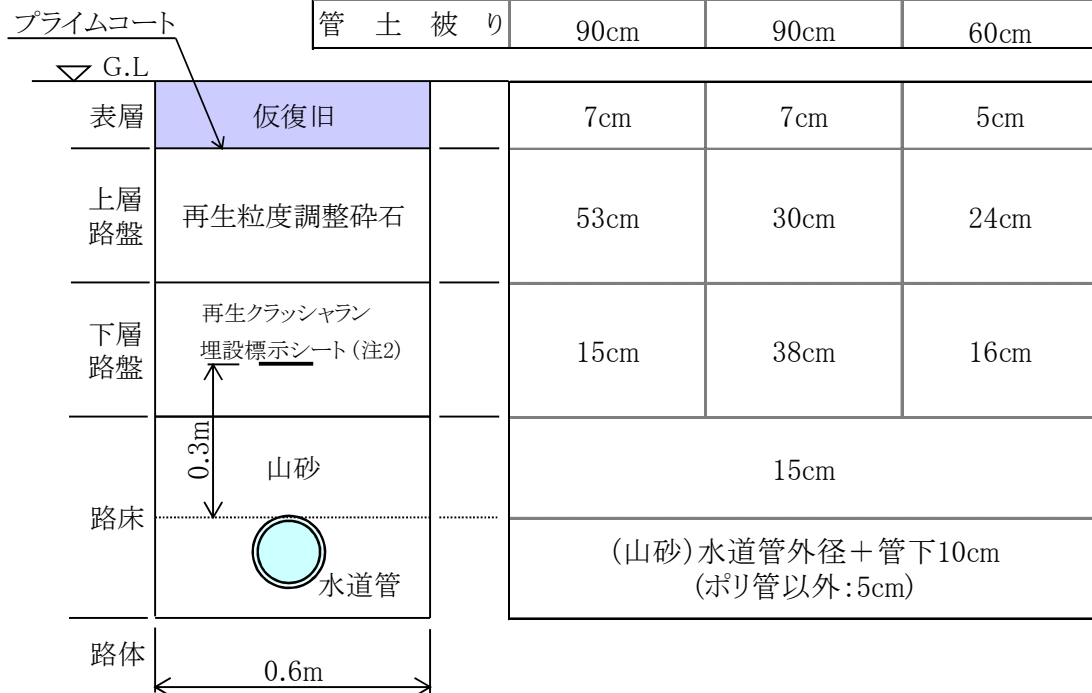 プライムコート
管 土 被 り 90cm 90cm 60cm
G.L
表層 仮復旧 7cm 7cm 5cm
上層
路盤
再生粒度調整砕石 53cm 30cm 24cm
下層
路盤
再生クラッシャラン
埋設標示シート(注2)
15cm 38cm 16cm
0.3m
山砂 15cm
路床
水道管
(山砂)水道管外径+管下10cm
(ポリ管以外:5cm)
路体
0.6m